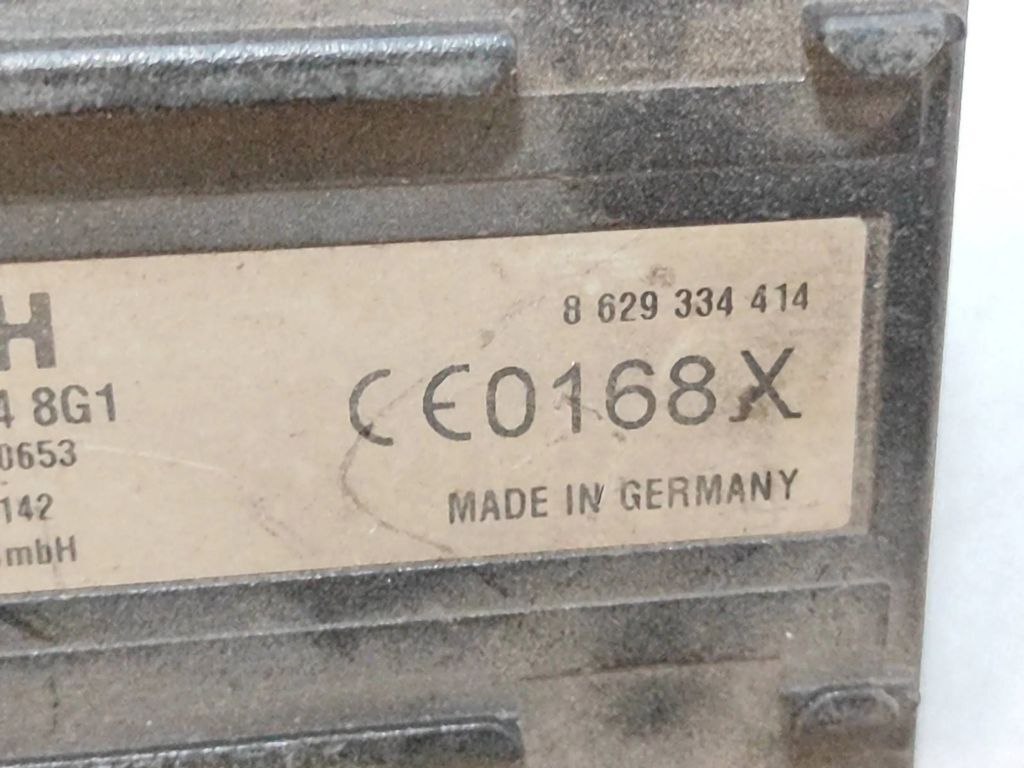 H
8 629 334 414
4 8G1
CE0168X
0653
142
MADE IN GERMANY
mbH